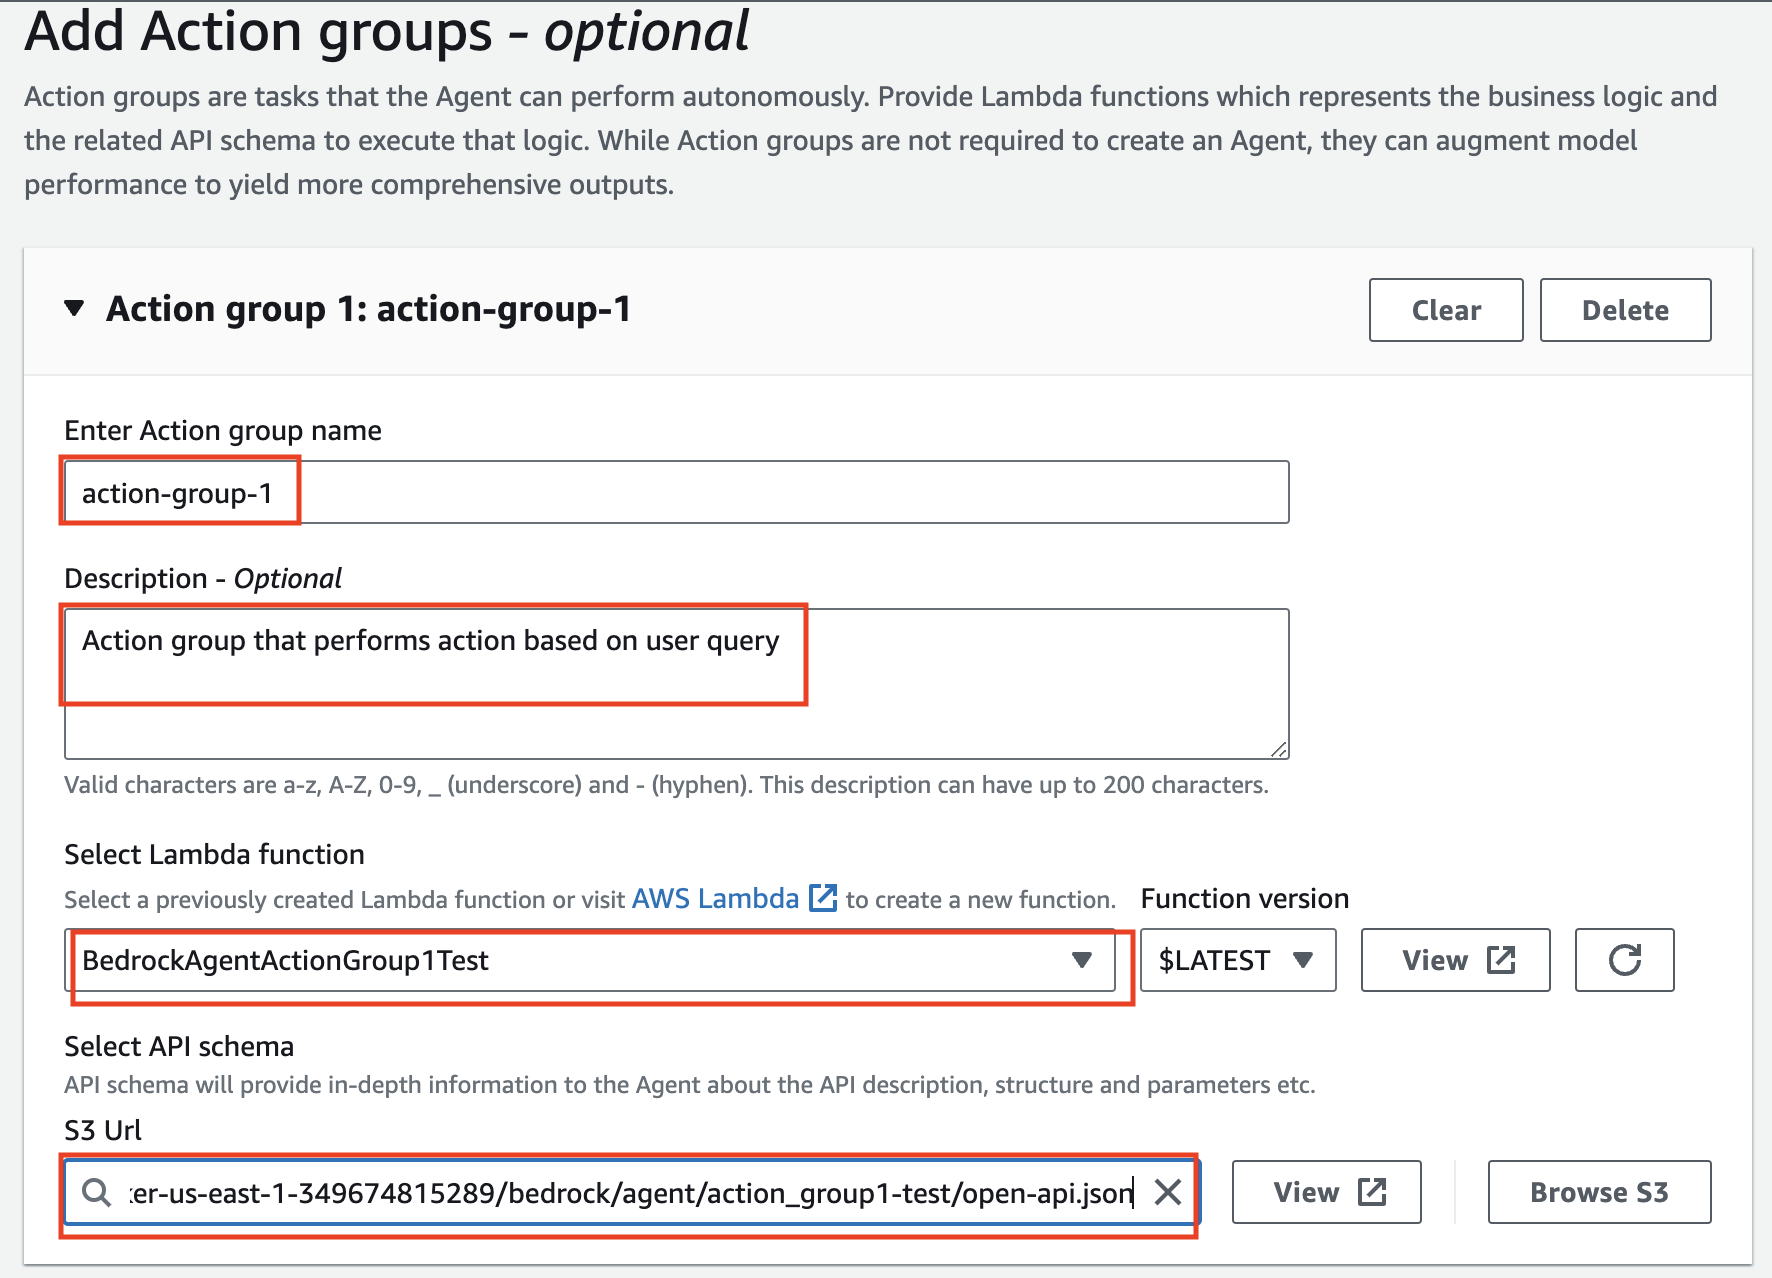 Add Action groups - optional
Action groups are tasks that the Agent can perform autonomously. Provide Lambda functions which represents the business logic and
the related API schema to execute that logic. While Action groups are not required to create an Agent, they can augment model
performance to yield more comprehensive outputs.
Action group 1: action-group-1
Clear
Delete
Enter Action group name
action-group-1
Description - Optional
Action group that performs action based on user query
Valid characters are a-z, A-Z, 0-9, _ (underscore) and - (hyphen). This description can have up to 200 characters.
Select Lambda function
Select a previously created Lambda function or visit AWS Lambda to create a new function.
Function version
BedrockAgentActionGroup1Test
$LATEST
View
Select API schema
API schema will provide in-depth information to the Agent about the API description, structure and parameters etc.
S3 Url
er-us-east-1-349674815289/bedrock/agent/action_group1-test/open-api.json
View
Browse S3